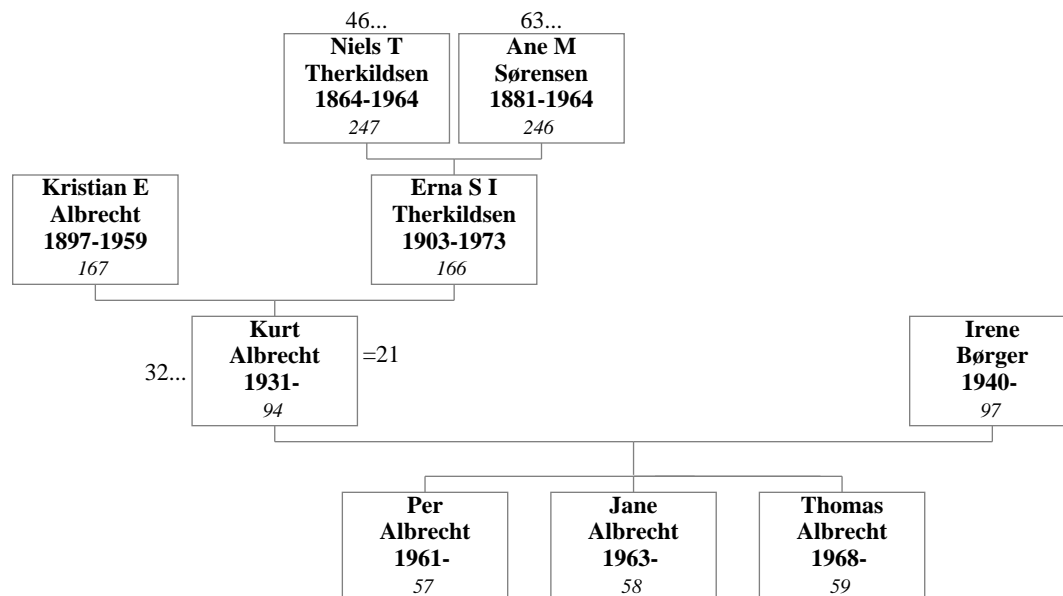 46...
Niels T
Therkildsen
1864-1964
247
63...
Ane M
Sørensen
1881-1964
246
Kristian E
Albrecht
1897-1959
167
Erna S I
Therkildsen
1903-1973
166
32...
Kurt
Albrecht
1931-
94
=21
Irene
Børger
1940-
97
Per
Albrecht
1961-
57
Jane
Albrecht
1963-
58
Thomas
Albrecht
1968-
59